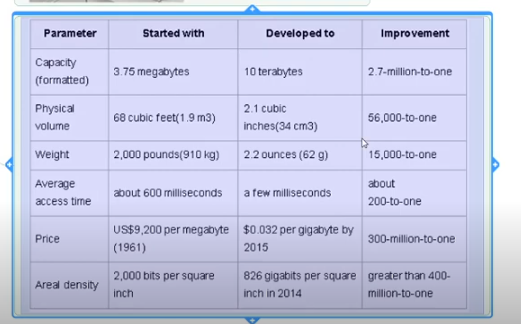 Parameter Started with Developed to Improvement
Capacity
(formatted)
3.75 megabytes
10 terabytes
2.7-million-to-one
Physical
volume
68 cubic feet(1.9 m3)
2.1 cubic
inches(34 cm3)
56,000-to-one
Weight
2,000 pounds(910 kg)
2.2 ounces (62 g)
15,000-to-one
Average
access time
about 600 milliseconds
a few milliseconds
about
200-to-one
Price
US$9,200 per megabyte
(1961)
$0.032 per gigabyte by
2015
300-million-to-one
Areal density
2,000 bits per square
inch
826 gigabits per square
inch in 2014
greater than 400-
million-to-one